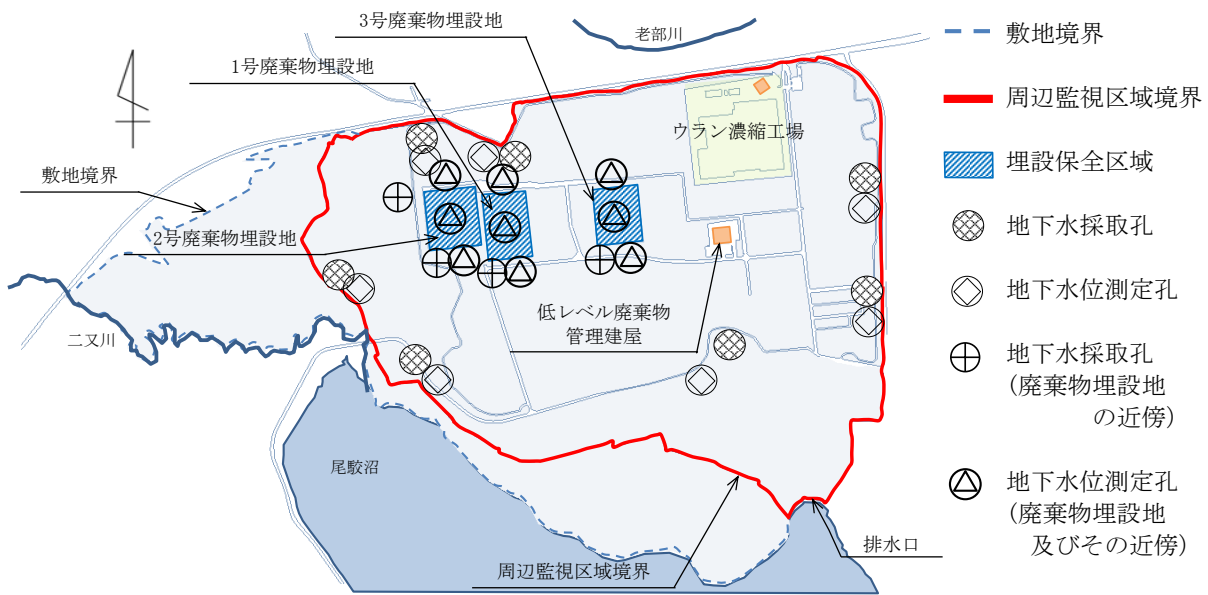 3号廃棄物埋設地
老部川
1号廃棄物埋設地
ウラン濃縮工場
敷地境界
2号廃棄物埋設地
二又川
低レベル廃棄物
管理建屋
尾駮沼
排水口
周辺監視区域境界
敷地境界
周辺監視区域境界
埋設保全区域
地下水採取孔
地下水位測定孔
地下水採取孔
(廃棄物埋設地
の近傍)
地下水位測定孔
(廃棄物埋設地
及びその近傍)